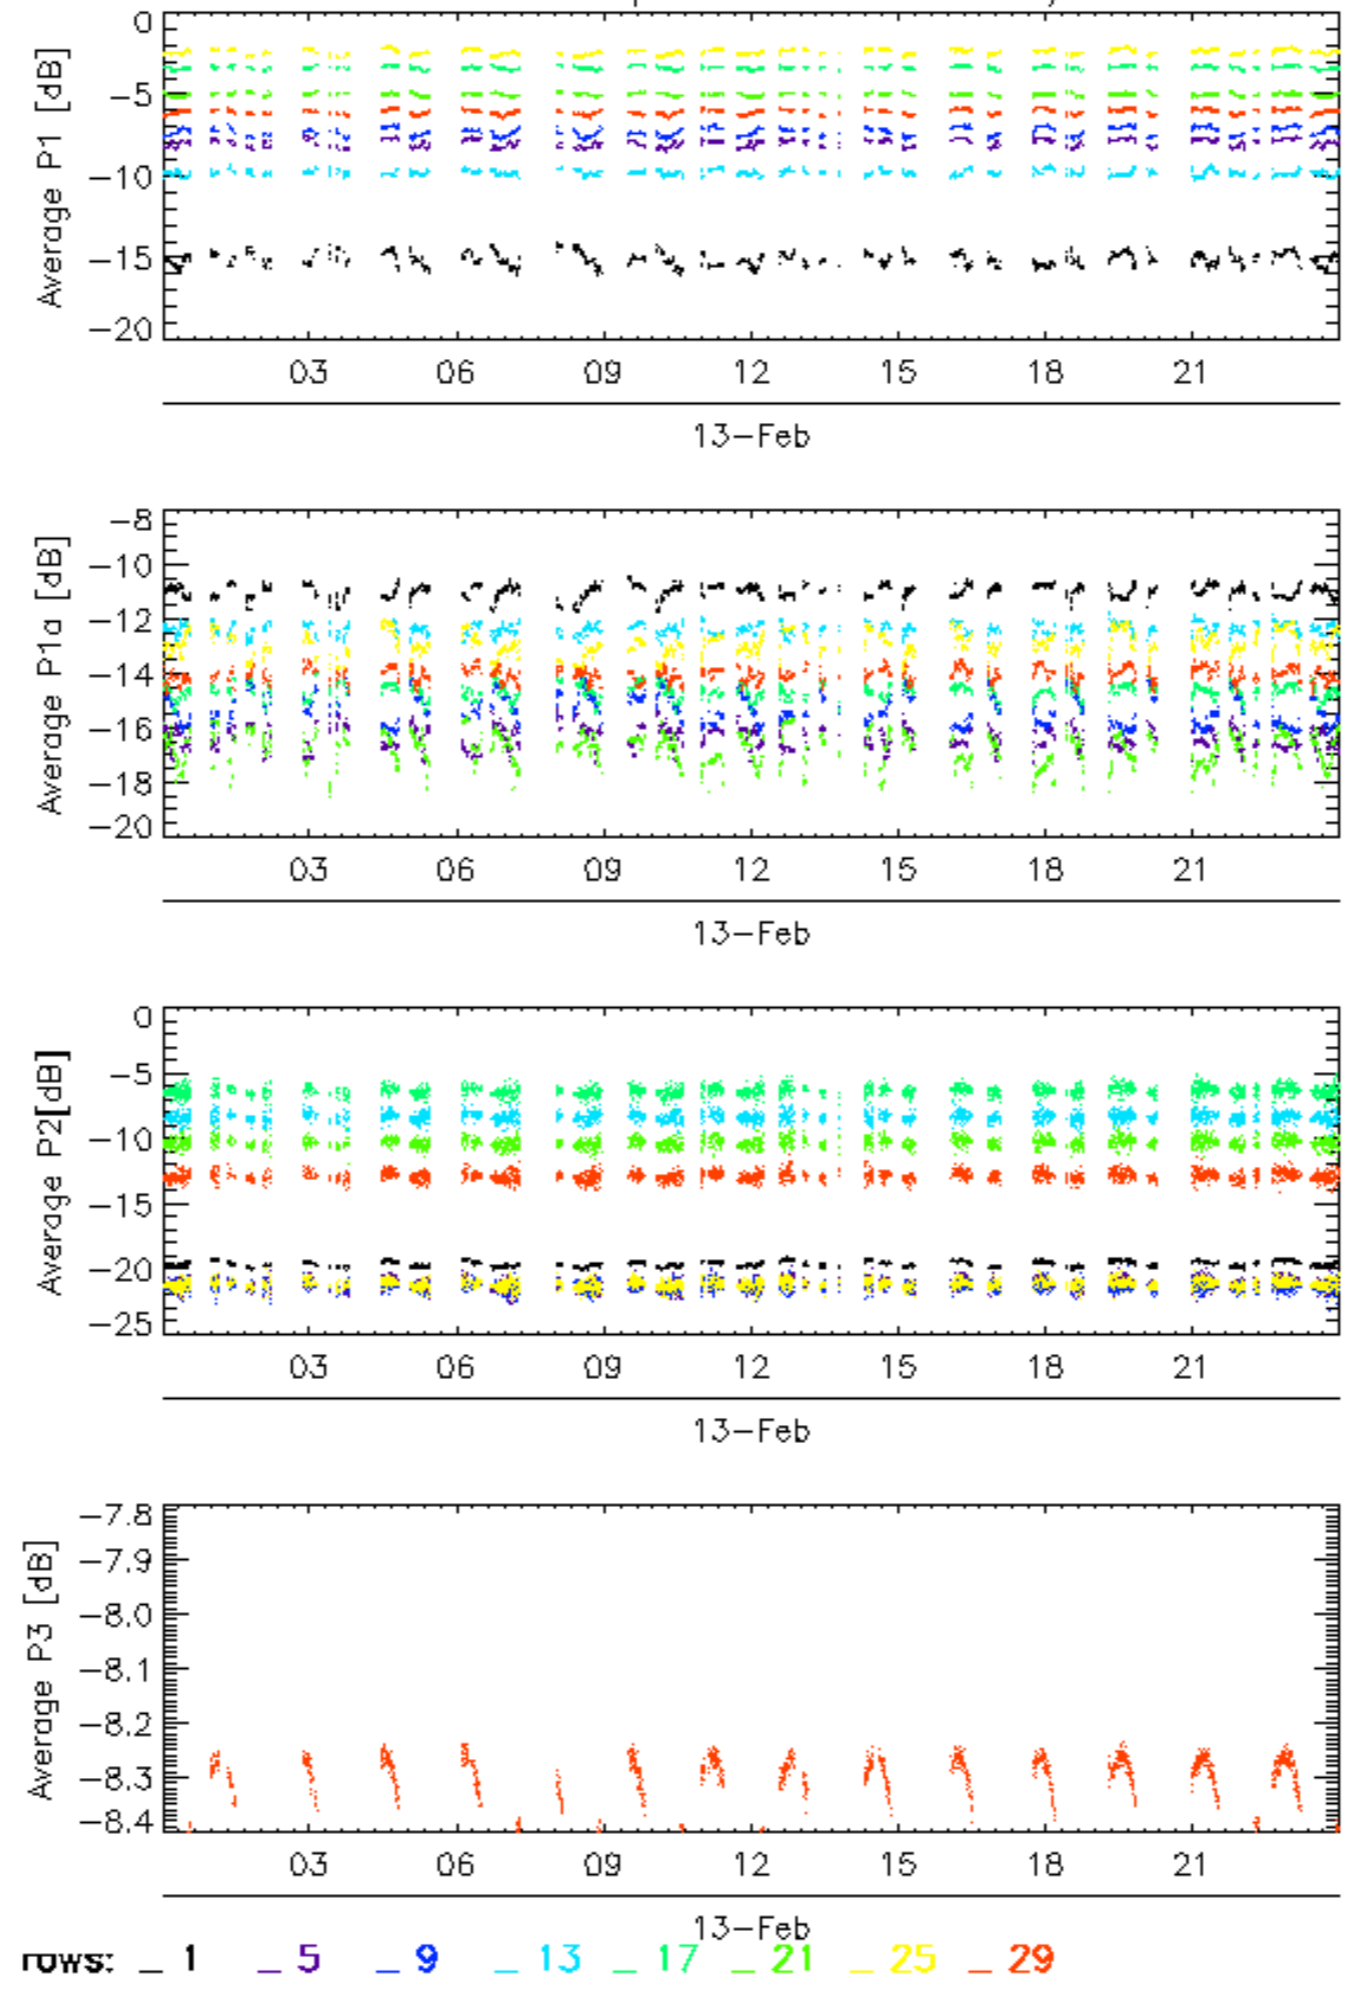 0
−5
−10
−15
−20
Average P1 [dB]
03 06 09 12 15 18 21
13−Feb
−8
−10
−12
−14
−16
−18
−20
Average P1a [dB]
03 06 09 12 15 18 21
13−Feb
0
−5
−10
−15
−20
−25
Average P2[dB]
03 06 09 12 15 18 21
13−Feb
−7.8
−7.9
−8.0
−8.1
−8.2
−8.3
−8.4
Average P3 [dB]
03 06 09 12 15 18 21
13−Feb
rows: _ 1 _ 5 _ 9 _ 13 _ 17 _ 21 _ 25 _ 29